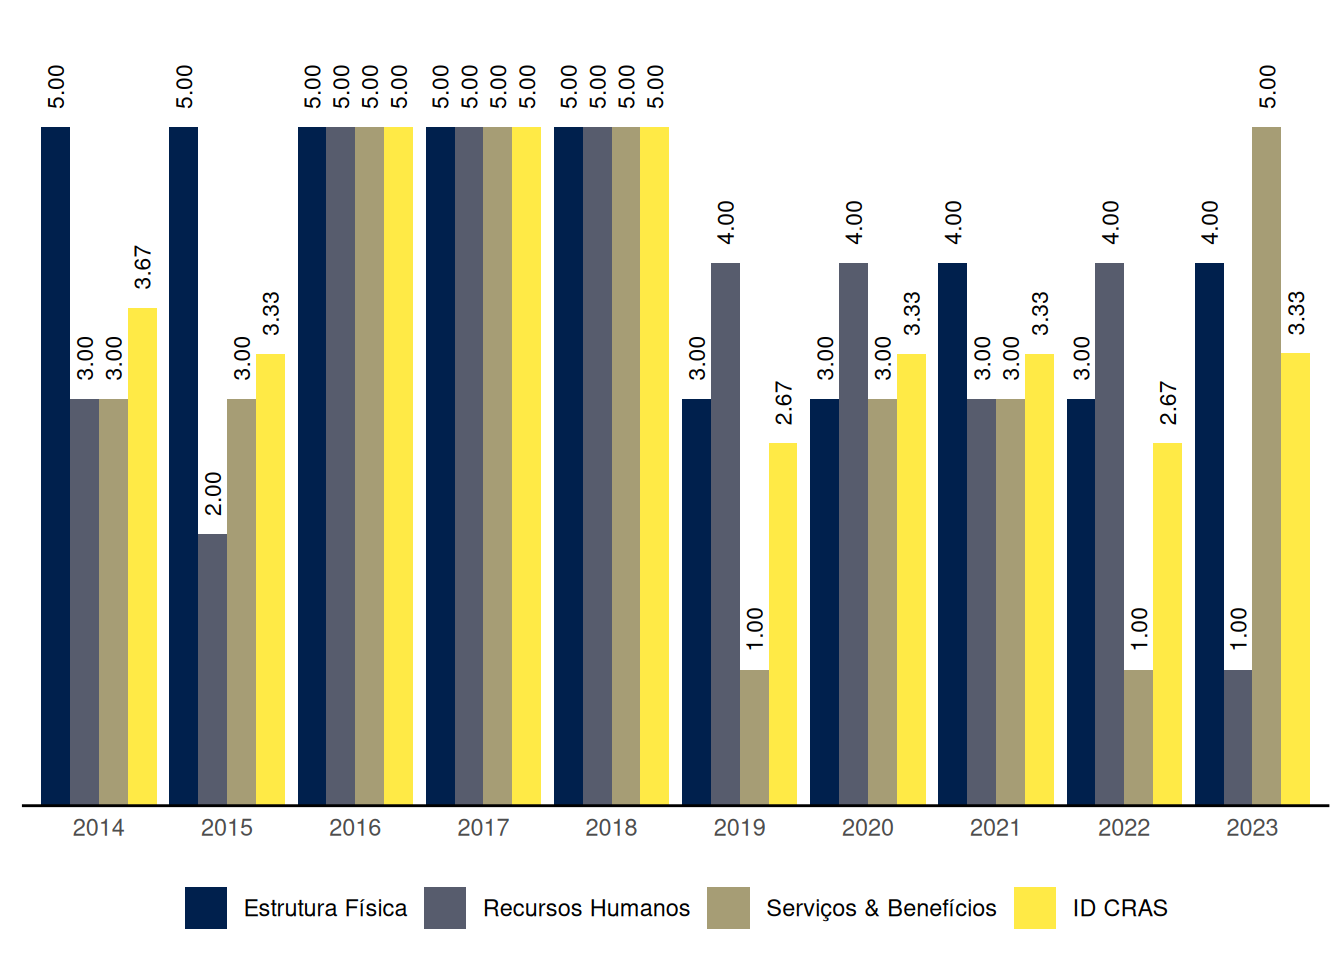 5.00 3.00 3.00 3.67 5.00 2.00 3.00 3.33 5.00 5.00 5.00 5.00 5.00 5.00 5.00 5.00 5.00 5.00 5.00 5.00 3.00 4.00 1.00 2.67 3.00 4.00 3.00 3.33 4.00 3.00 3.00 3.33 3.00 4.00 1.00 2.67 4.00 1.00 5.00 3.33
2014 2015 2016 2017 2018 2019 2020 2021 2022 2023
Estrutura Física Recursos Humanos Serviços & Benefícios ID CRAS